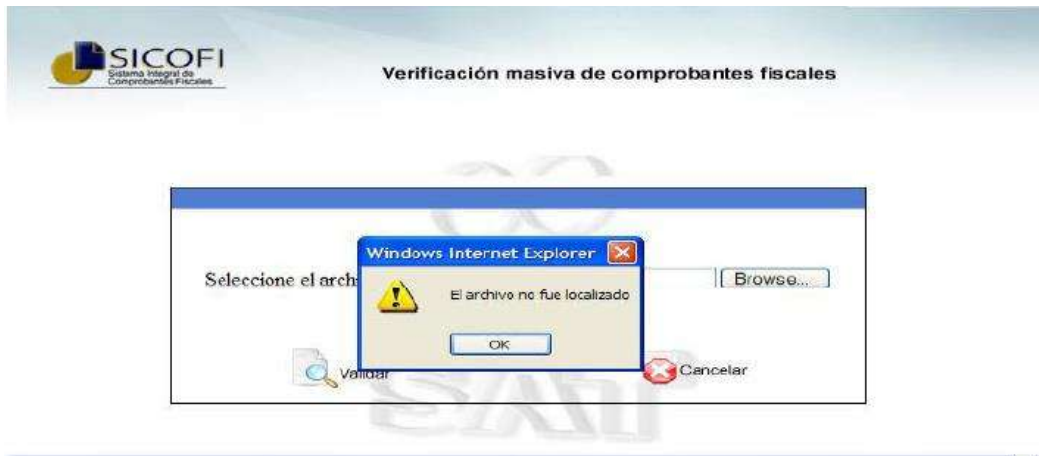 SICOFI
Sistema Integral de
Comprobantes Fiscales
Verificación masiva de comprobantes fiscales
Windows Internet Explorer
Seleccione el arch
Browse...
El archivo no fue localizado
OK
Validar
Cancelar
SAT